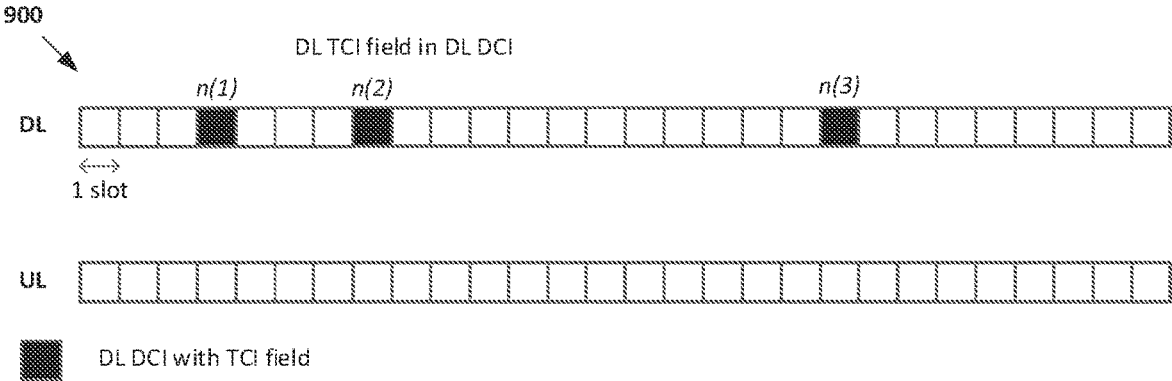 900
DL TCI field in DL DCI
n(1) n(2) n(3)
DL
1 slot
UL
DL DCI with TCI field